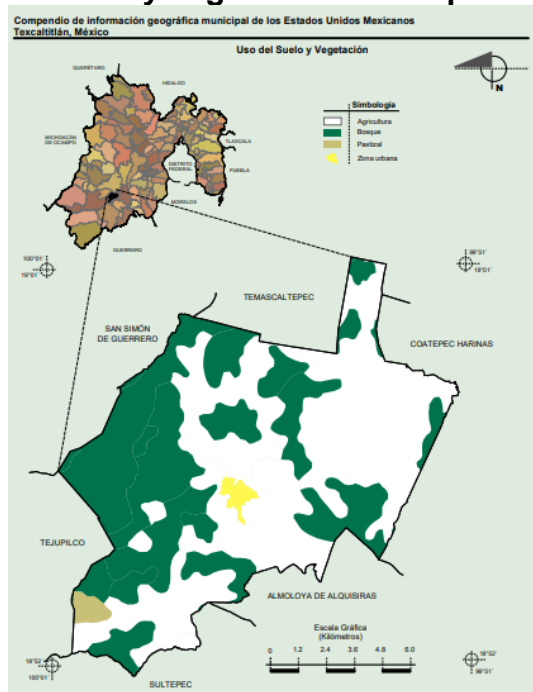 Compendio de información geográfica municipal de los Estados Unidos Mexicanos
Texcaltitlán, México
Uso del Suelo y Vegetación
QUERÉTARO
HIDALGO
N
Simbología
MICHOACÁN
DE OCAMPO
TLAXCALA
DISTRITO
FEDERAL
PUEBLA
MORELOS
GUERRERO
Agricultura
Bosque
Pastizal
Zona urbana
100°01'
19°01'
98°51'
19°01'
TEMASCALTEPEC
SAN SIMÓN
DE GUERRERO
COATEPEC HARINAS
TEJUPILCO
ALMOLOYA DE ALQUISIRAS
SULTEPEC
Escala Gráfica
(Kilómetros)
0 1.2 2.4 3.6 4.8 6.0
18°52'
100°01'
18°52'
98°51'